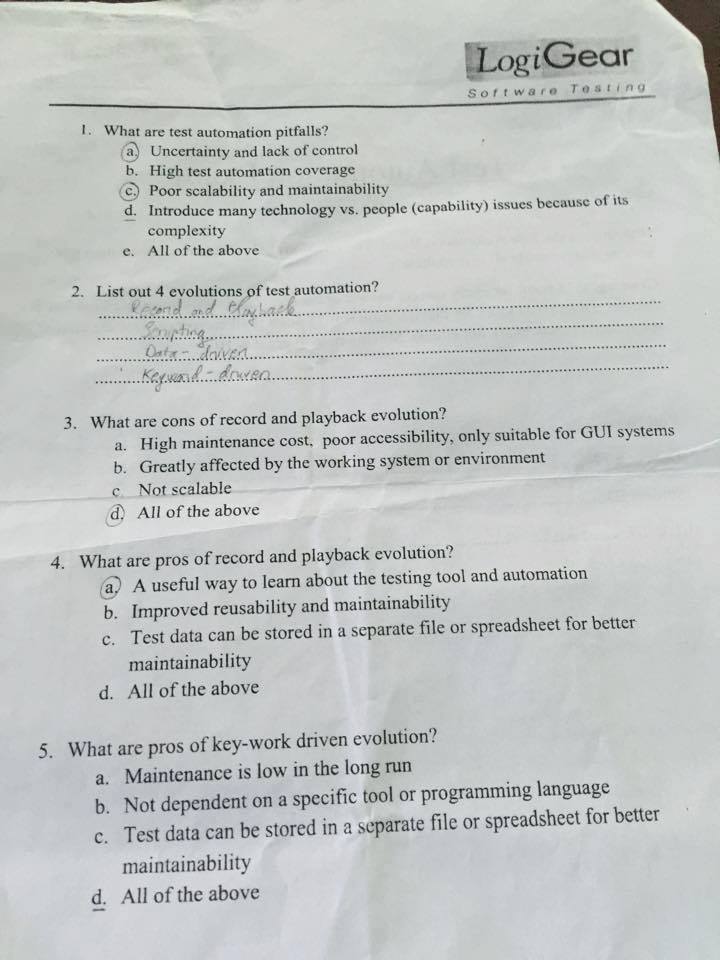 LogiGear
Software Testing
1. What are test automation pitfalls?
a. Uncertainty and lack of control
b. High test automation coverage
c. Poor scalability and maintainability
d. Introduce many technology vs. people (capability) issues because of its
complexity
e. All of the above
2. List out 4 evolutions of test automation?
Record and Playback
Scripting
Data - driven
Keyword - driven
3. What are cons of record and playback evolution?
a. High maintenance cost, poor accessibility, only suitable for GUI systems
b. Greatly affected by the working system or environment
c. Not scalable
d. All of the above
4. What are pros of record and playback evolution?
a. A useful way to learn about the testing tool and automation
b. Improved reusability and maintainability
c. Test data can be stored in a separate file or spreadsheet for better
maintainability
d. All of the above
5. What are pros of key-work driven evolution?
a. Maintenance is low in the long run
b. Not dependent on a specific tool or programming language
c. Test data can be stored in a separate file or spreadsheet for better
maintainability
d. All of the above